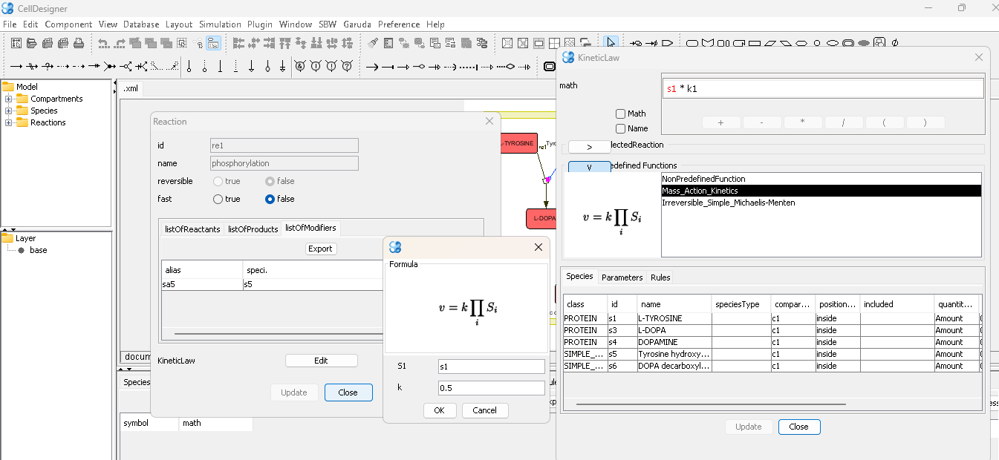 CellDesigner
File Edit Component View Database Layout Simulation Plugin Window SBW Garuda Preference Help
Model
Compartments
Species
Reactions
Layer
base
.xml
L-TYROSINE
re1
L-DOPA
docum
Species
symbol math
Reaction
id re1
name phosphorylation
reversible true false
fast true false
listOfReactants listOfProducts listOfModifiers
Export
alias speci.
sa5 s5
KineticLaw Edit
Update Close
Formula
v = k∏Si
i
S1 s1
k 0.5
OK Cancel
KineticLaw
math s1 * k1
Math
Name
+ - * / ( )
> lectedReaction
v edefined Functions
v = k∏Si
i
NonPredefinedFunction
Mass_Action_Kinetics
Irreversible_Simple_Michaelis-Menten
Species Parameters Rules
class id name speciesType compar... position... included quantit...
PROTEIN s1 L-TYROSINE c1 inside Amount
PROTEIN s3 L-DOPA c1 inside Amount
PROTEIN s4 DOPAMINE c1 inside Amount
SIMPLE_... s5 Tyrosine hydroxy... c1 inside Amount
SIMPLE_... s6 DOPA decarboxyl... c1 inside Amount
Update Close